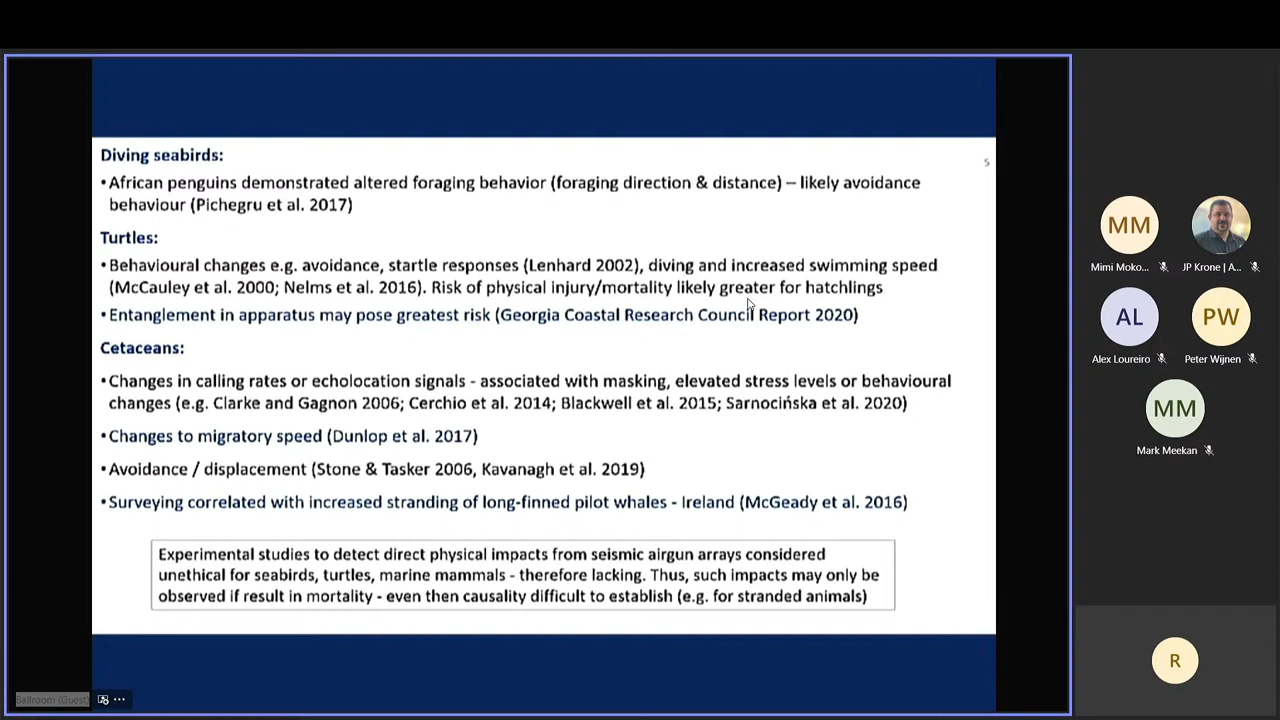 5
Diving seabirds:
•African penguins demonstrated altered foraging behavior (foraging direction & distance) – likely avoidance
behaviour (Pichegru et al. 2017)
Turtles:
•Behavioural changes e.g. avoidance, startle responses (Lenhard 2002), diving and increased swimming speed
(McCauley et al. 2000; Nelms et al. 2016). Risk of physical injury/mortality likely greater for hatchlings
•Entanglement in apparatus may pose greatest risk (Georgia Coastal Research Council Report 2020)
Cetaceans:
•Changes in calling rates or echolocation signals - associated with masking, elevated stress levels or behavioural
changes (e.g. Clarke and Gagnon 2006; Cerchio et al. 2014; Blackwell et al. 2015; Sarnocińska et al. 2020)
•Changes to migratory speed (Dunlop et al. 2017)
•Avoidance / displacement (Stone & Tasker 2006, Kavanagh et al. 2019)
•Surveying correlated with increased stranding of long-finned pilot whales - Ireland (McGeady et al. 2016)
Experimental studies to detect direct physical impacts from seismic airgun arrays considered
unethical for seabirds, turtles, marine mammals - therefore lacking. Thus, such impacts may only be
observed if result in mortality - even then causality difficult to establish (e.g. for stranded animals)
Ballroom (Guest)
MM
Mimi Moko...
JP Krone | A...
AL
Alex Loureiro
PW
Peter Wijnen
MM
Mark Meekan
R